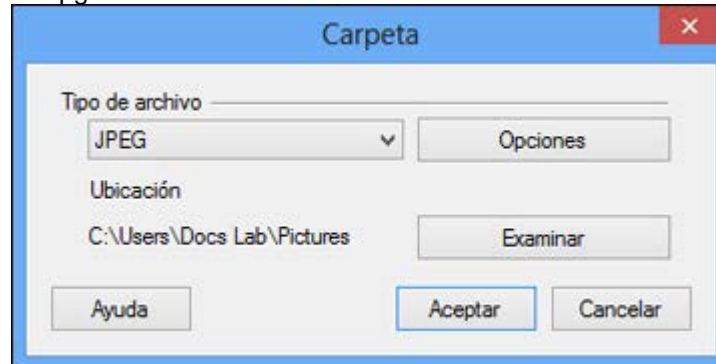 Carpeta
Tipo de archivo
JPEG
Opciones
Ubicación
C:\Users\Docs Lab\Pictures
Examinar
Ayuda
Aceptar
Cancelar